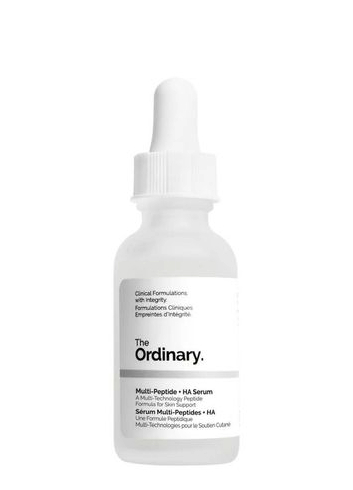 Clinical Formulations
with Integrity.
Formulations Cliniques
Empreintes d'Intégrité.
The
Ordinary.
Multi-Peptide + HA Serum
A Multi-Technology Peptide
Formula for Skin Support
Sérum Multi-Peptides + HA
Une Formule Peptidique
Multi-Technologies pour le Soutien Cutané